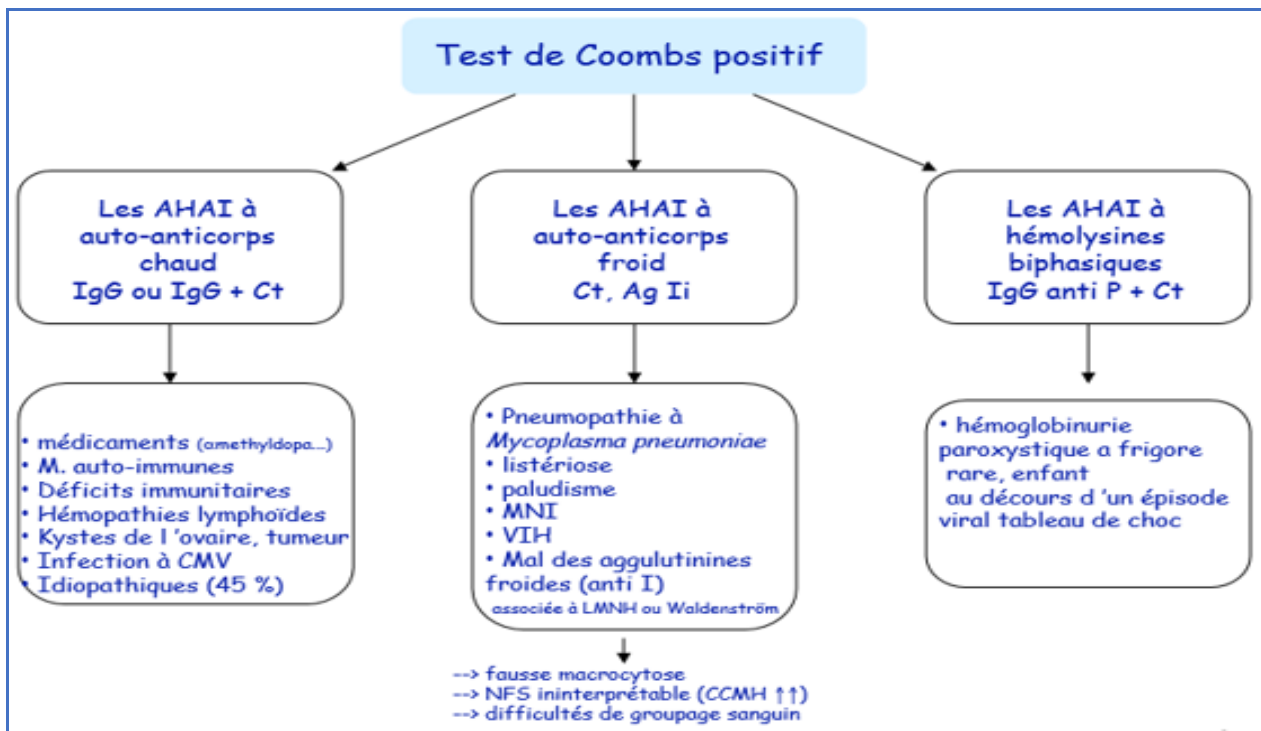 Test de Coombs positif
Les AHAI à
auto-anticorps
chaud
IgG ou IgG + Ct
Les AHAI à
auto-anticorps
froid
Ct, Ag Ii
Les AHAI à
hémolysines
biphasiques
IgG anti P + Ct
• médicaments (amethyldopa...)
• M. auto-immunes
• Déficits immunitaires
• Hémopathies lymphoïdes
• Kystes de l 'ovaire, tumeur
• Infection à CMV
• Idiopathiques (45 %)
• Pneumopathie à
Mycoplasma pneumoniae
• listériose
• paludisme
• MNI
• VIH
• Mal des aggulutinines
froides (anti I)
associée à LMNH ou Waldenström
• hémoglobinurie
paroxystique a frigore
rare, enfant
au décours d 'un épisode
viral tableau de choc
--> fausse macrocytose
--> NFS ininterprétable (CCMH ↑↑)
--> difficultés de groupage sanguin